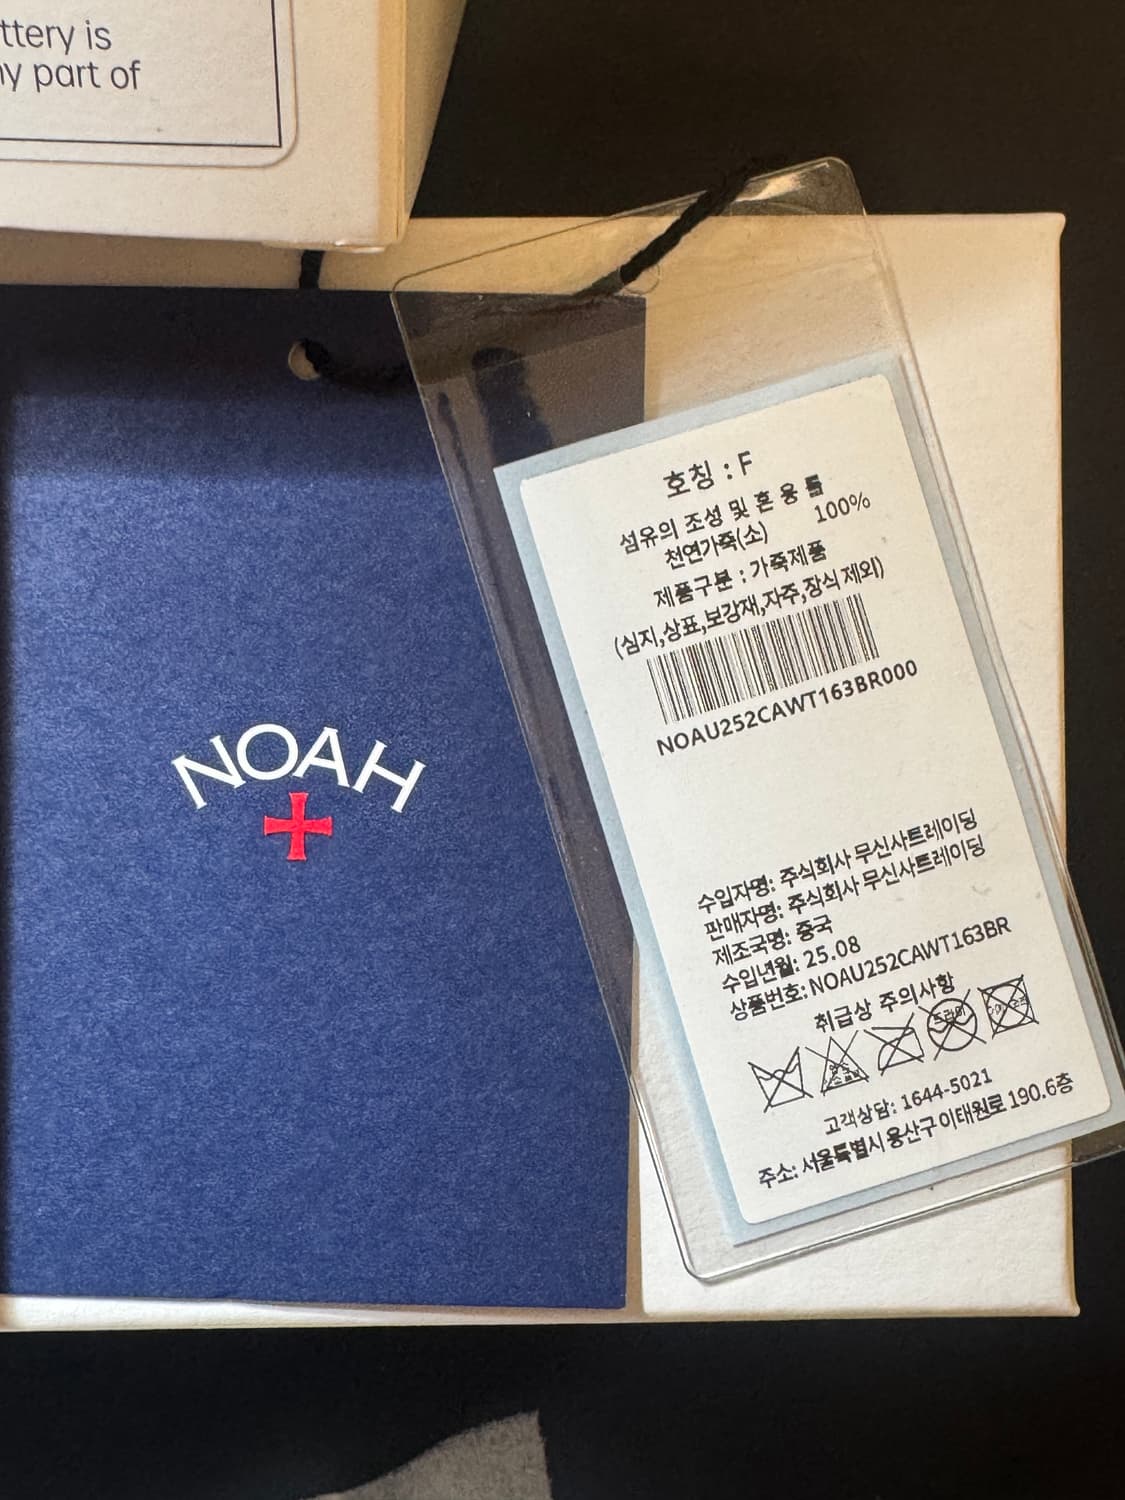 ttery is
ny part of
NOAH
호칭 : F
섬유의 조성 및 혼 용 률
천연가죽(소) 100%
제품구분 : 가죽제품
(심지,상표,보강재,자주,장식 제외)
NOAU252CAWT163BR000
수입자명: 주식회사 무신사트레이딩
판매자명: 주식회사 무신사트레이딩
제조국명: 중국
수입년월: 25.08
상품번호: NOAU252CAWT163BR
취급상 주의사항
드라이
고객상담: 1644-5021
주소: 서울특별시 용산구 이태원로 190.6층